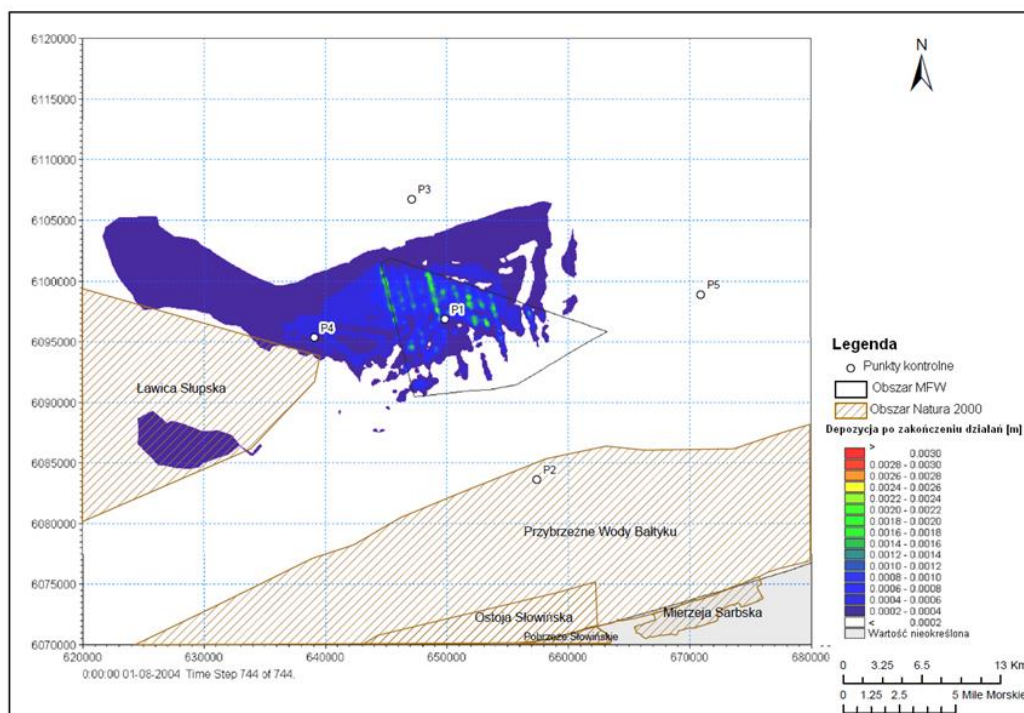 N
6120000
6115000
6110000
6105000
6100000
6095000
6090000
6085000
6080000
6075000
6070000
620000 630000 640000 650000 660000 670000 680000
P3
P5
P1
P4
P2
Ławica Słupska
Przybrzeżne Wody Bałtyku
Ostoja Słowińska
Mierzeja Sarbska
Pobrzeże Słowińskie
0:00:00 01-08-2004 Time Step 744 of 744.
Legenda
Punkty kontrolne
Obszar MFW
Obszar Natura 2000
Depozycja po zakończeniu działań [m]
> 0.0030
0.0028 - 0.0030
0.0026 - 0.0028
0.0024 - 0.0026
0.0022 - 0.0024
0.0020 - 0.0022
0.0018 - 0.0020
0.0016 - 0.0018
0.0014 - 0.0016
0.0012 - 0.0014
0.0010 - 0.0012
0.0008 - 0.0010
0.0006 - 0.0008
0.0004 - 0.0006
0.0002 - 0.0004
< 0.0002
Wartość nieokreślona
0 3.25 6.5 13 Km
0 1.25 2.5 5 Mile Morskie